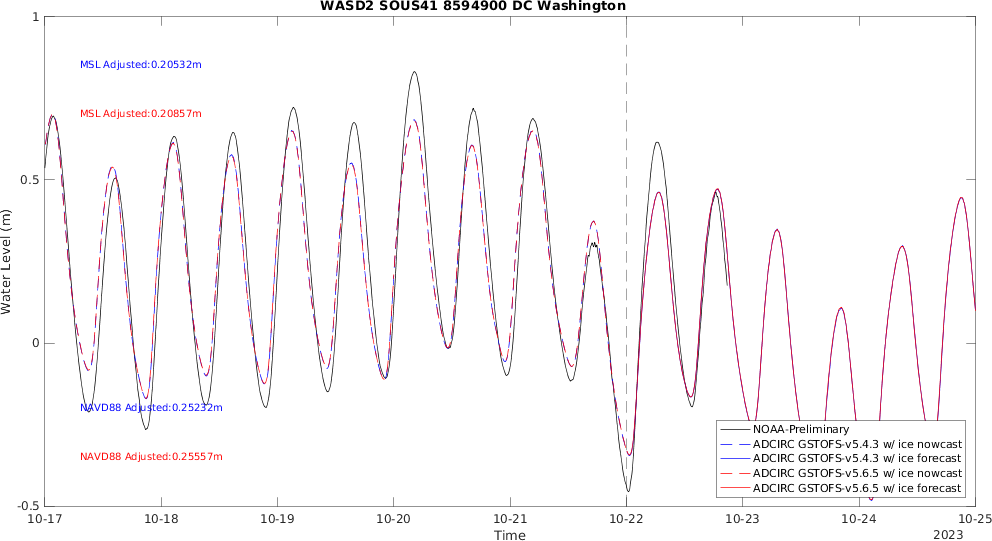 WASD2 SOUS41 8594900 DC Washington
1
MSL Adjusted:0.20532m
MSL Adjusted:0.20857m
0.5
Water Level (m)
0
NAVD88 Adjusted:0.25232m
NAVD88 Adjusted:0.25557m
-0.5
NOAA-Preliminary
ADCIRC GSTOFS-v5.4.3 w/ ice nowcast
ADCIRC GSTOFS-v5.4.3 w/ ice forecast
ADCIRC GSTOFS-v5.6.5 w/ ice nowcast
ADCIRC GSTOFS-v5.6.5 w/ ice forecast
10-17 10-18 10-19 10-20 10-21 10-22 10-23 10-24 10-25
Time
2023